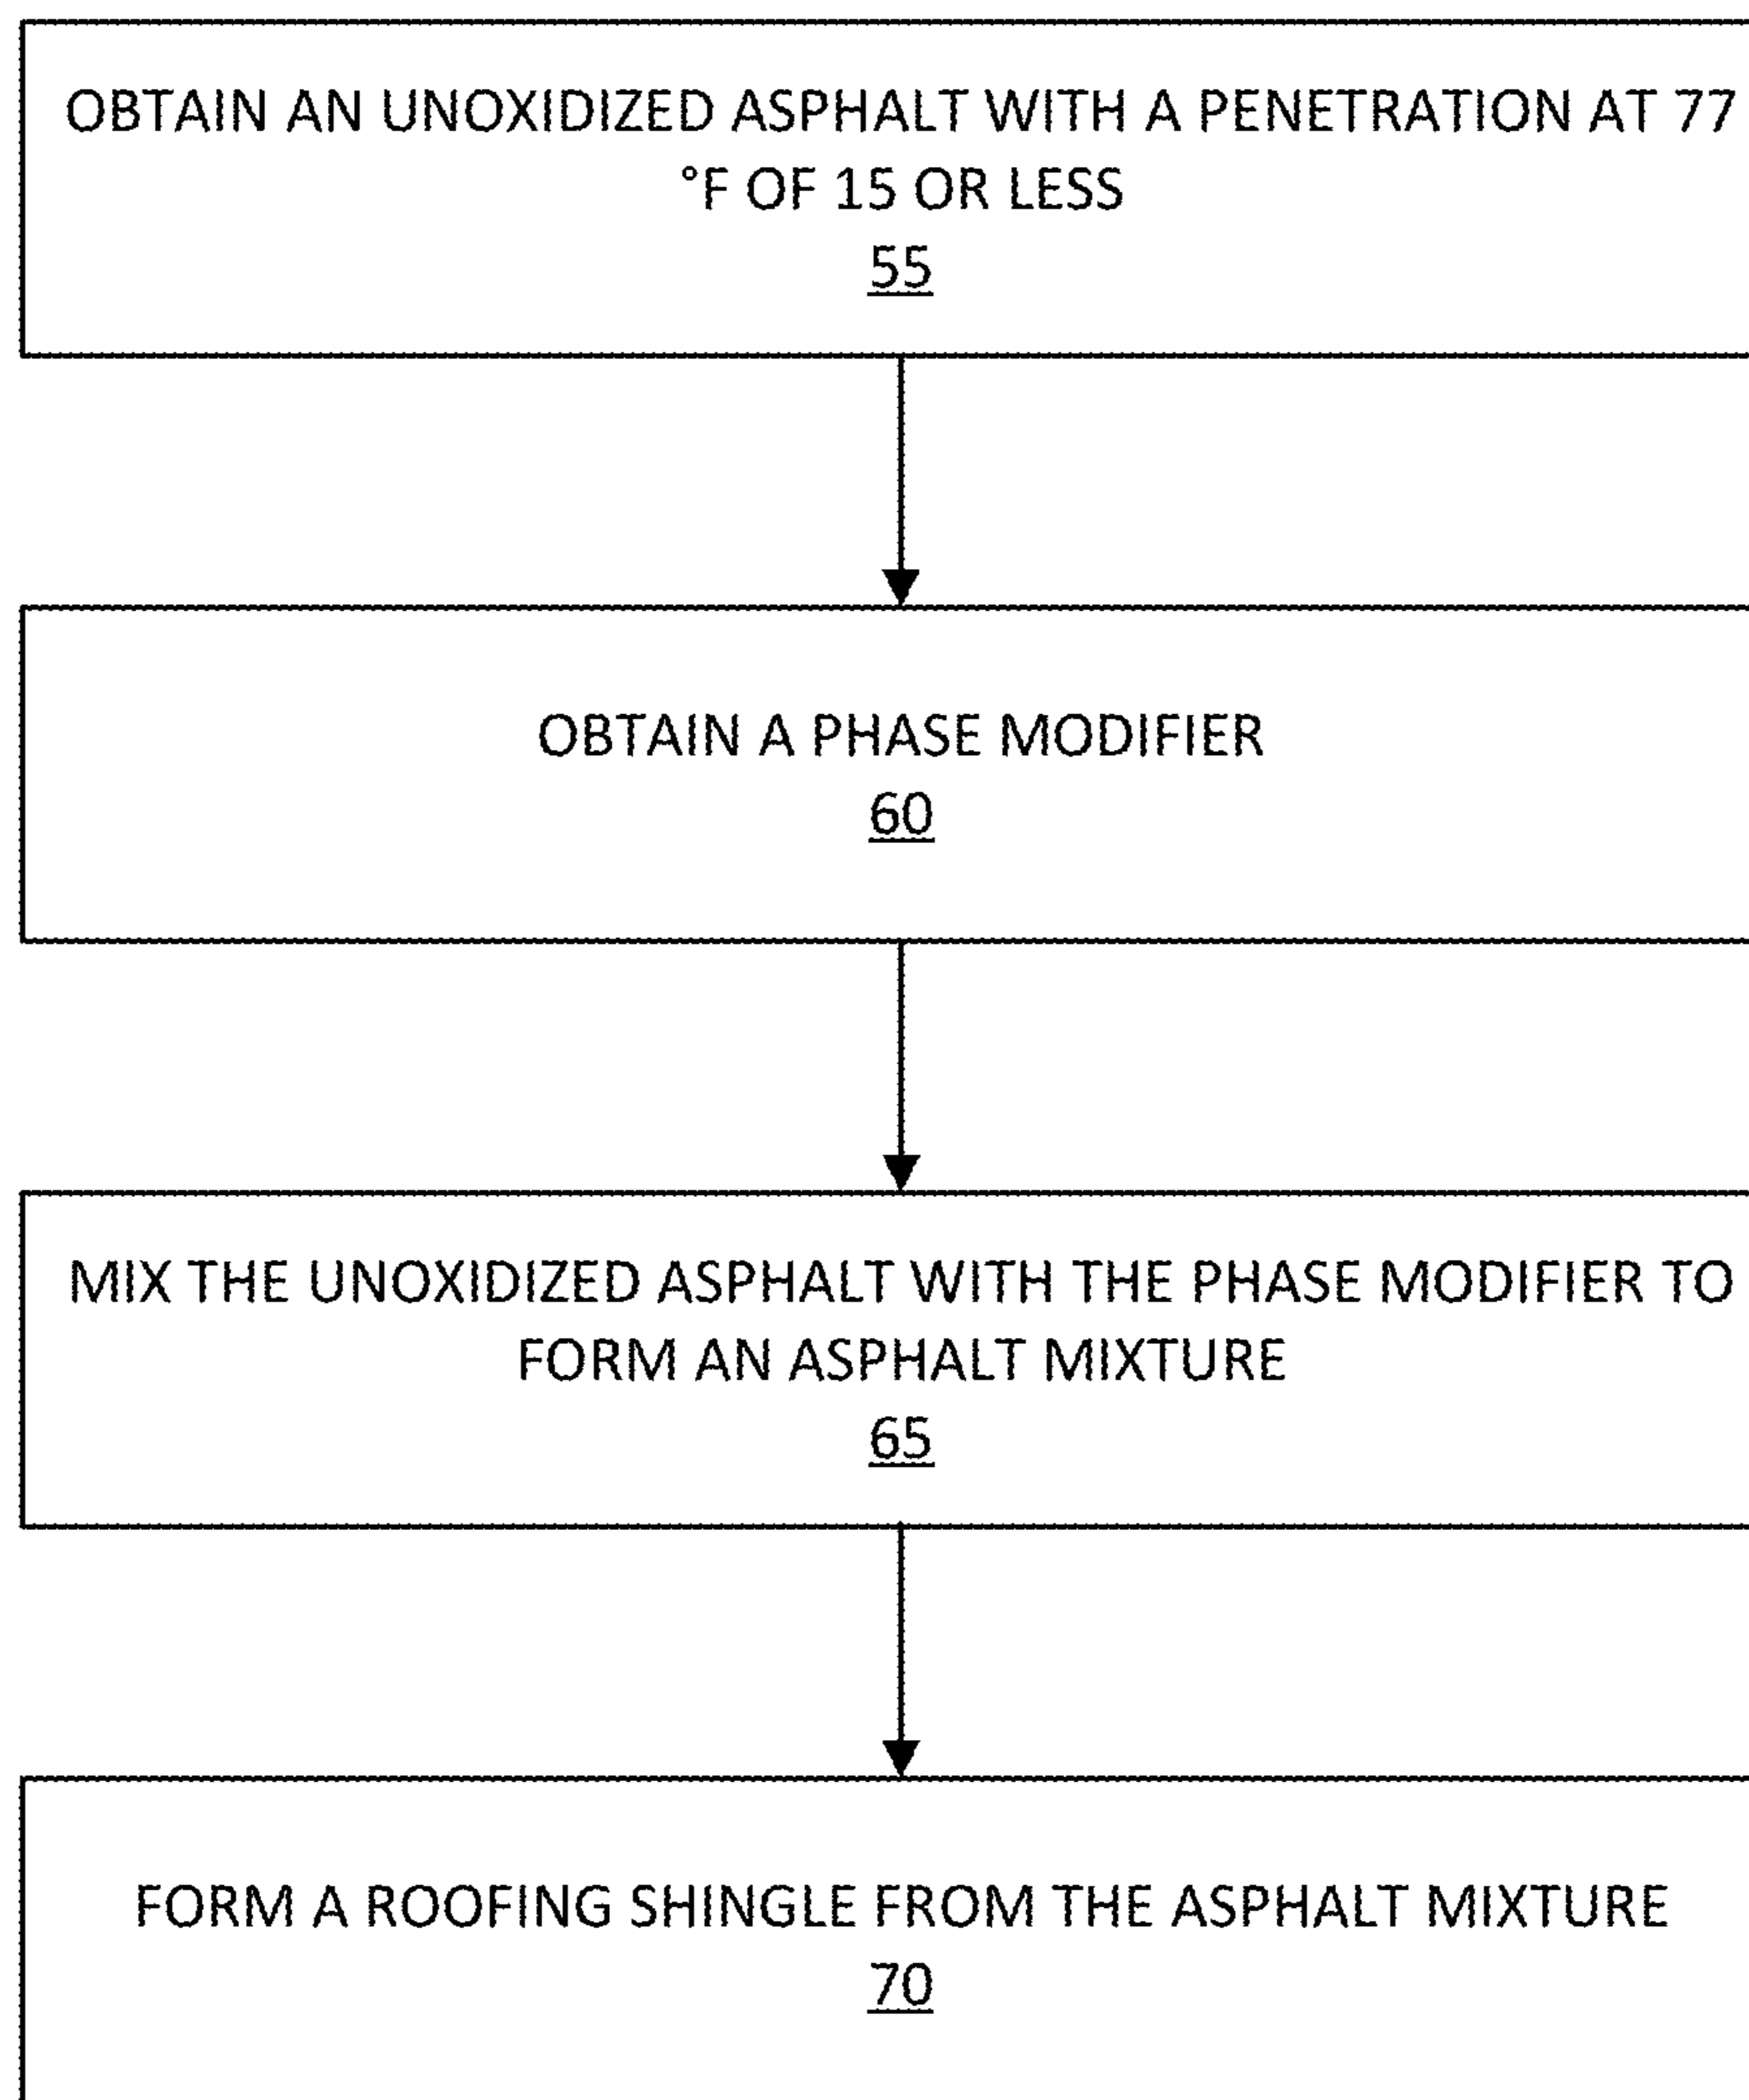 OBTAIN AN UNOXIDIZED ASPHALT WITH A PENETRATION AT 77
°F OF 15 OR LESS
55
OBTAIN A PHASE MODIFIER
60
MIX THE UNOXIDIZED ASPHALT WITH THE PHASE MODIFIER TO
FORM AN ASPHALT MIXTURE
65
FORM A ROOFING SHINGLE FROM THE ASPHALT MIXTURE
70